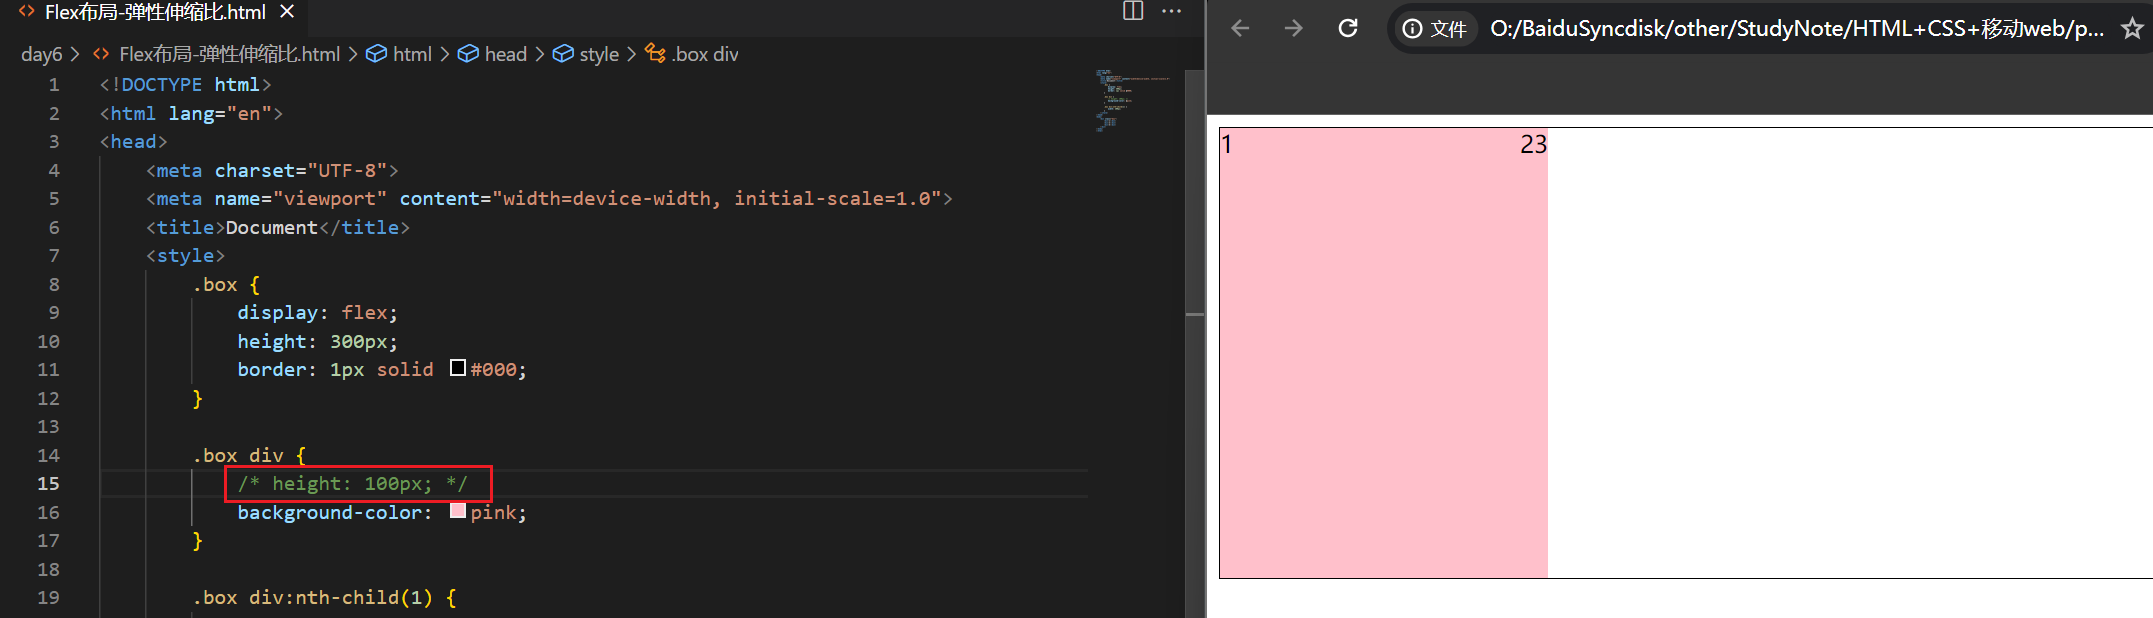 Flex布局-弹性伸缩比.html
day6 > Flex布局-弹性伸缩比.html > html > head > style > .box div
1 <!DOCTYPE html>
2 <html lang="en">
3 <head>
4 <meta charset="UTF-8">
5 <meta name="viewport" content="width=device-width, initial-scale=1.0">
6 <title>Document</title>
7 <style>
8 .box {
9 display: flex;
10 height: 300px;
11 border: 1px solid #000;
12 }
13
14 .box div {
15 /* height: 100px; */
16 background-color: pink;
17 }
18
19 .box div:nth-child(1) {
文件 O:/BaiduSyncdisk/other/StudyNote/HTML+CSS+移动web/p...
1 23